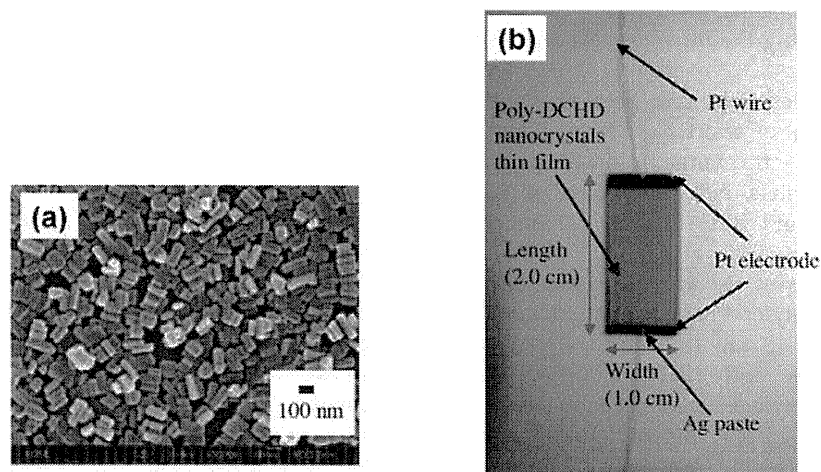 (a)
100 nm
(b)
Pt wire
Poly-DCHD
nanocrystals
thin film
Length
(2.0 cm)
Pt electrode
Width
(1.0 cm)
Ag paste